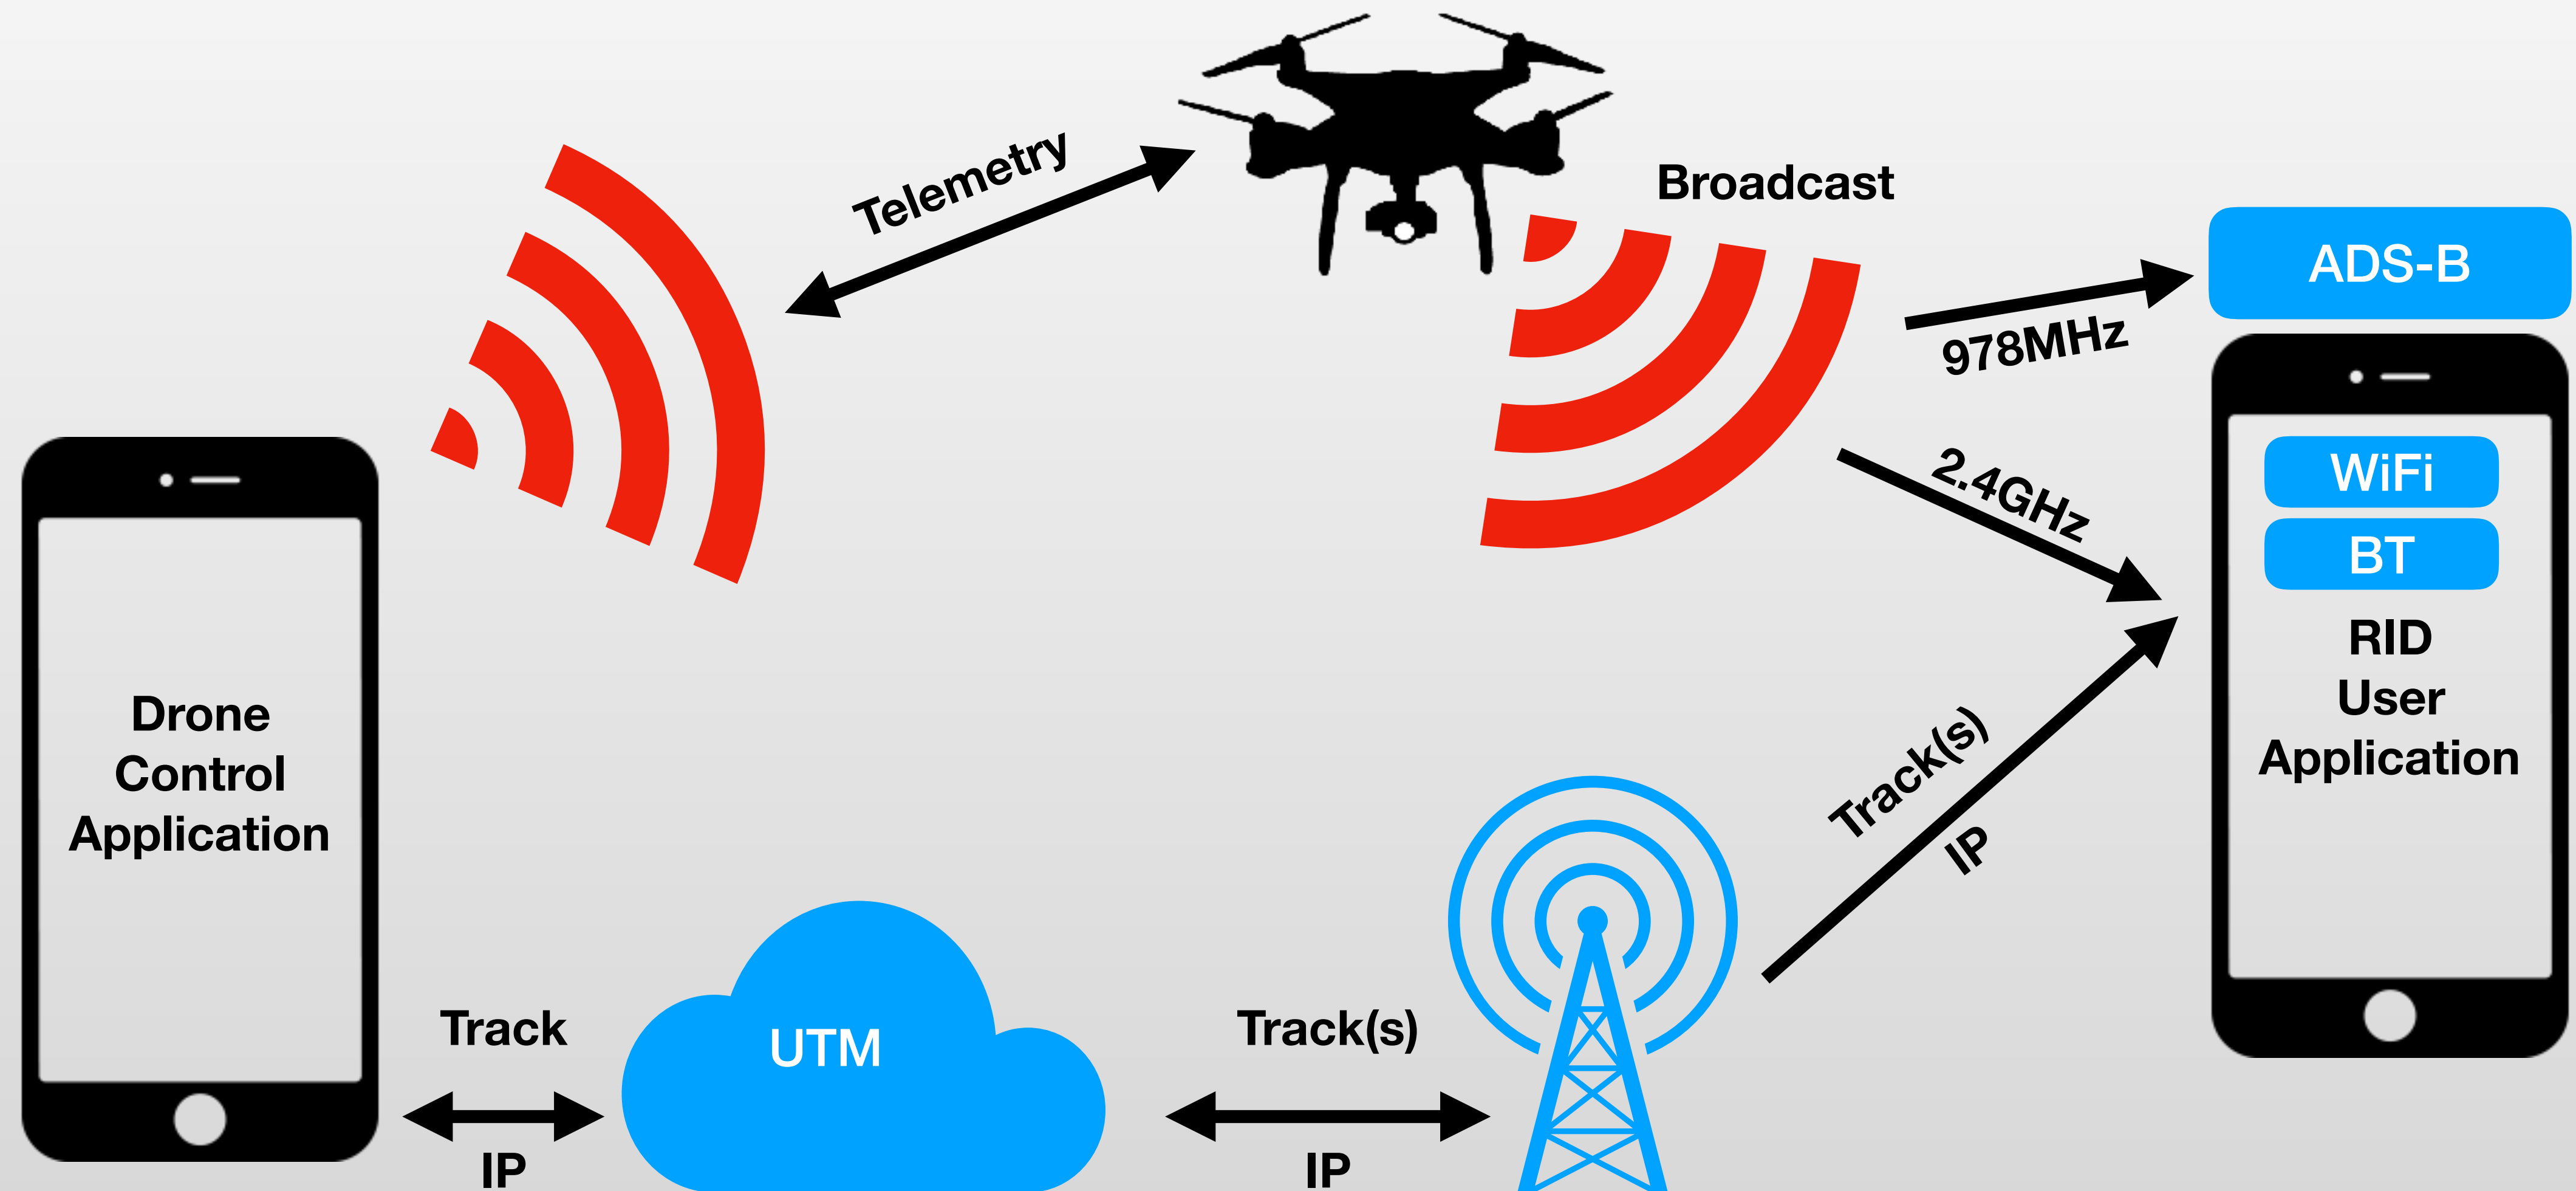 Telemetry
Broadcast
ADS-B
978MHz
2.4GHz
WiFi
BT
RID
User
Application
Drone
Control
Application
Track(s)
IP
Track
UTM
Track(s)
IP
IP